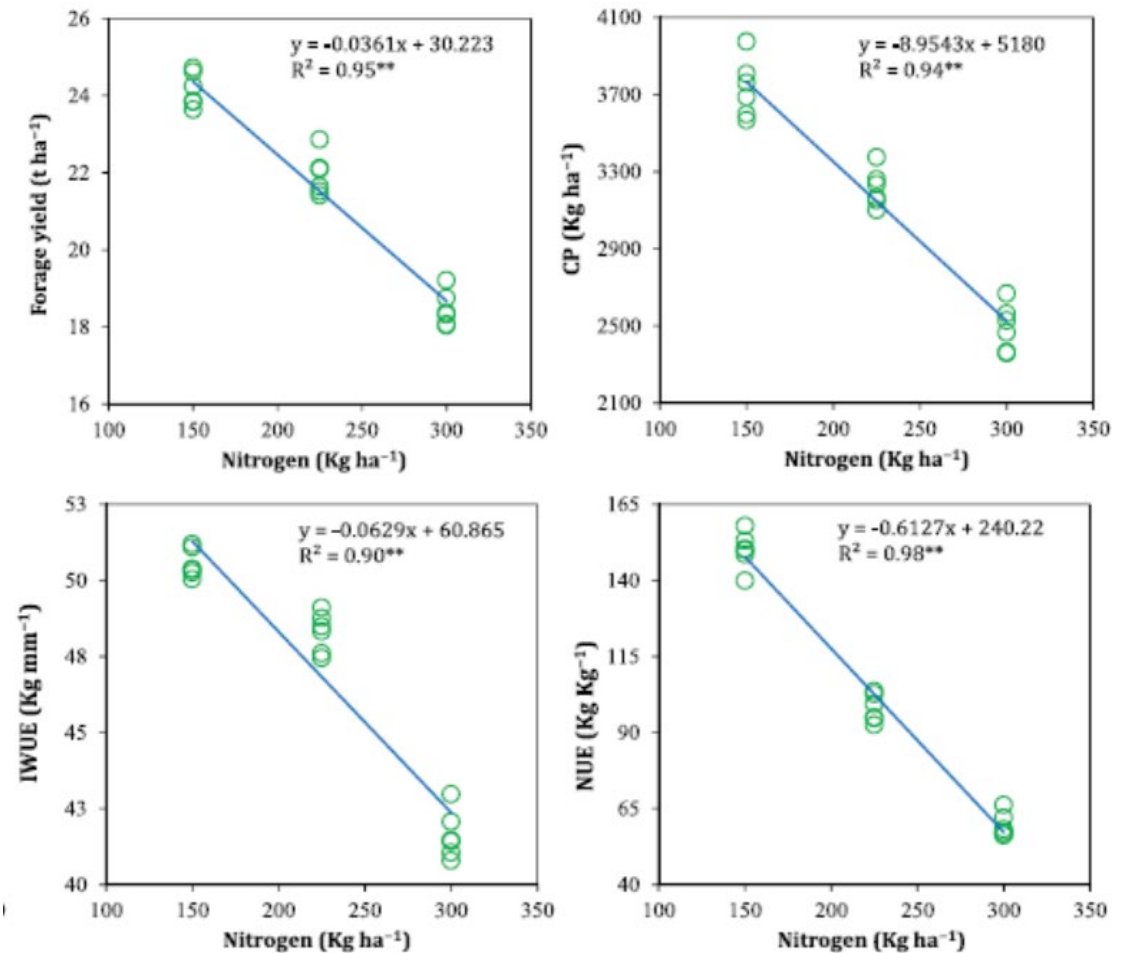 26
24
22
20
18
16
Forage yield (t ha⁻¹)
y = -0.0361x + 30.223
R² = 0.95**
100 150 200 250 300 350
Nitrogen (Kg ha⁻¹)
4100
3700
3300
2900
2500
2100
CP (Kg ha⁻¹)
y = -8.9543x + 5180
R² = 0.94**
100 150 200 250 300 350
Nitrogen (Kg ha⁻¹)
53
50
48
45
43
40
IWUE (Kg mm⁻¹)
y = -0.0629x + 60.865
R² = 0.90**
100 150 200 250 300 350
Nitrogen (Kg ha⁻¹)
165
140
115
90
65
40
NUE (Kg Kg⁻¹)
y = -0.6127x + 240.22
R² = 0.98**
100 150 200 250 300 350
Nitrogen (Kg ha⁻¹)